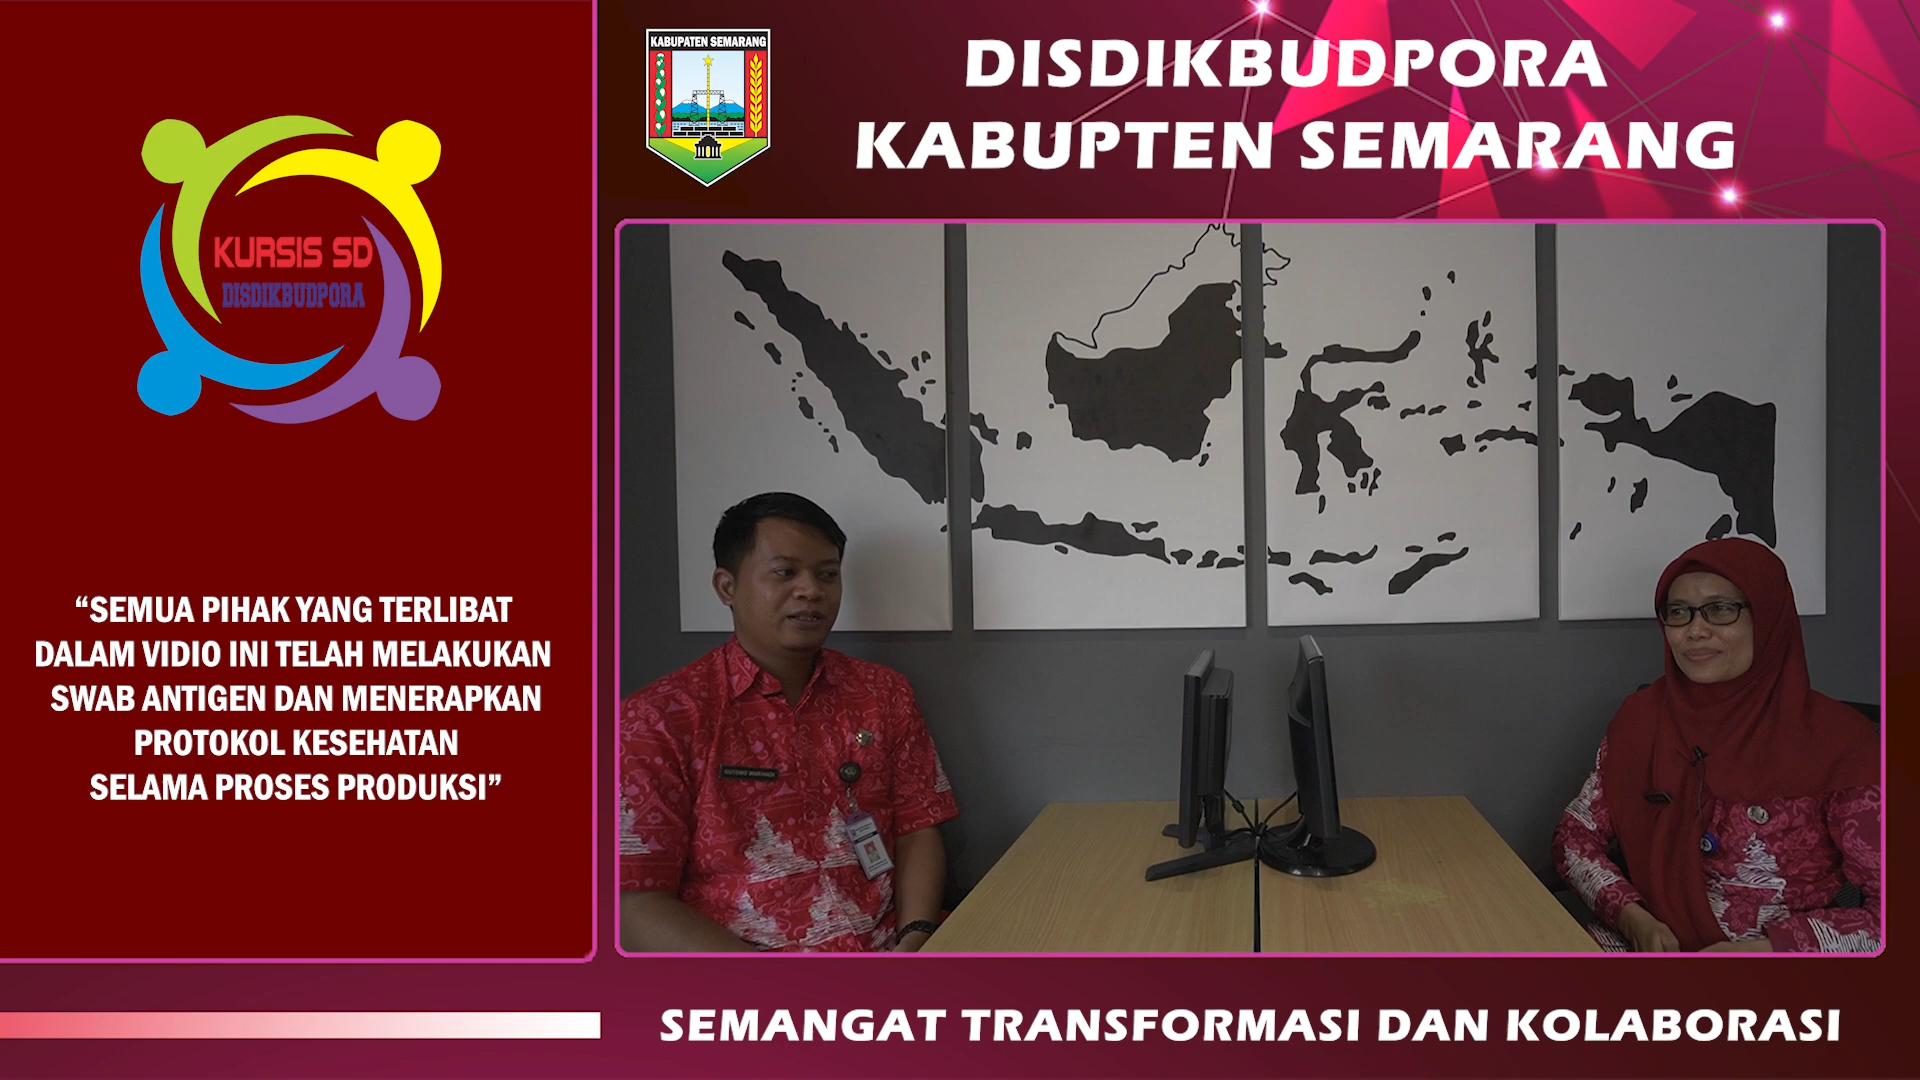 KABUPATEN SEMARANG
DISDIKBUDPORA
KABUPTEN SEMARANG
KURSIS SD
DISDIKBUDPORA
“SEMUA PIHAK YANG TERLIBAT
DALAM VIDIO INI TELAH MELAKUKAN
SWAB ANTIGEN DAN MENERAPKAN
PROTOKOL KESEHATAN
SELAMA PROSES PRODUKSI”
SEMANGAT TRANSFORMASI DAN KOLABORASI